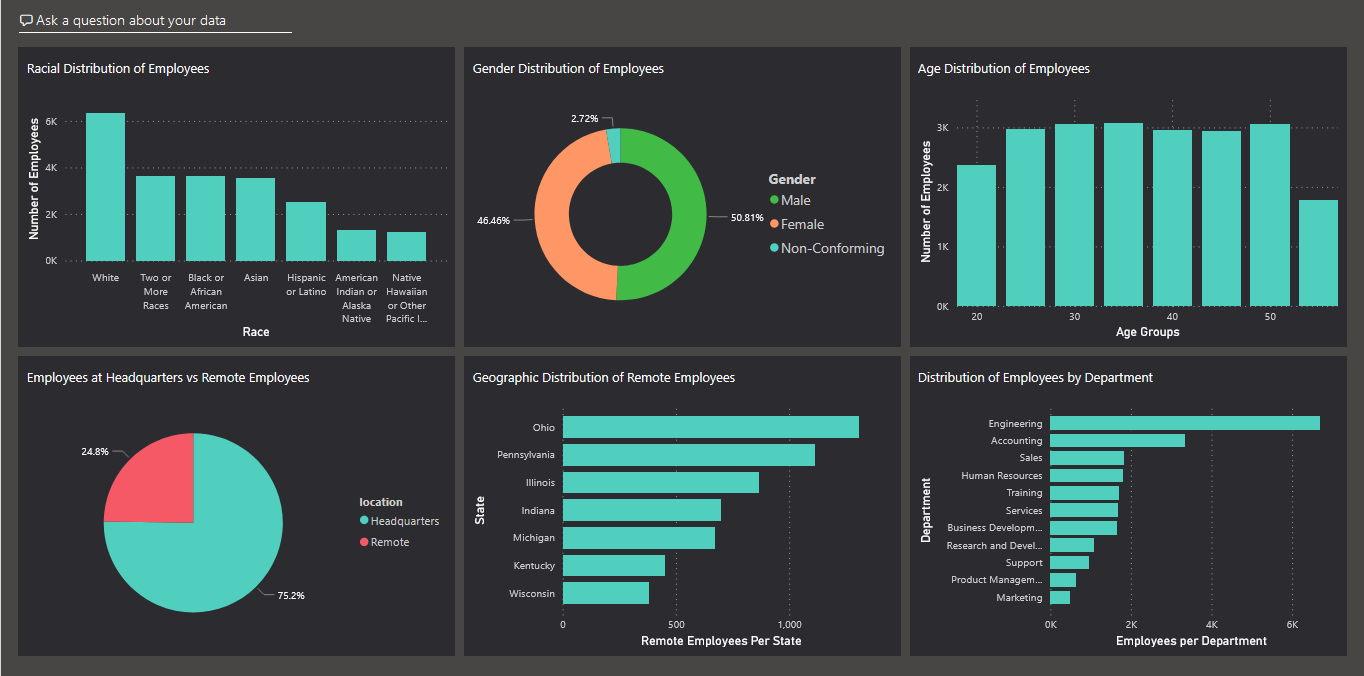 Ask a question about your data
Racial Distribution of Employees
Number of Employees
6K
4K
2K
0K
White
Two or
More
Races
Black or
African
American
Asian
Hispanic
or Latino
American
Indian or
Alaska
Native
Native
Hawaiian
or Other
Pacific I...
Race
Gender Distribution of Employees
2.72%
46.46%
50.81%
Gender
Male
Female
Non-Conforming
Age Distribution of Employees
Number of Employees
3K
2K
1K
0K
20
30
40
50
Age Groups
Employees at Headquarters vs Remote Employees
24.8%
75.2%
location
Headquarters
Remote
Geographic Distribution of Remote Employees
State
Ohio
Pennsylvania
Illinois
Indiana
Michigan
Kentucky
Wisconsin
0
500
1,000
Remote Employees Per State
Distribution of Employees by Department
Department
Engineering
Accounting
Sales
Human Resources
Training
Services
Business Developm...
Research and Devel...
Support
Product Managem...
Marketing
0K
2K
4K
6K
Employees per Department